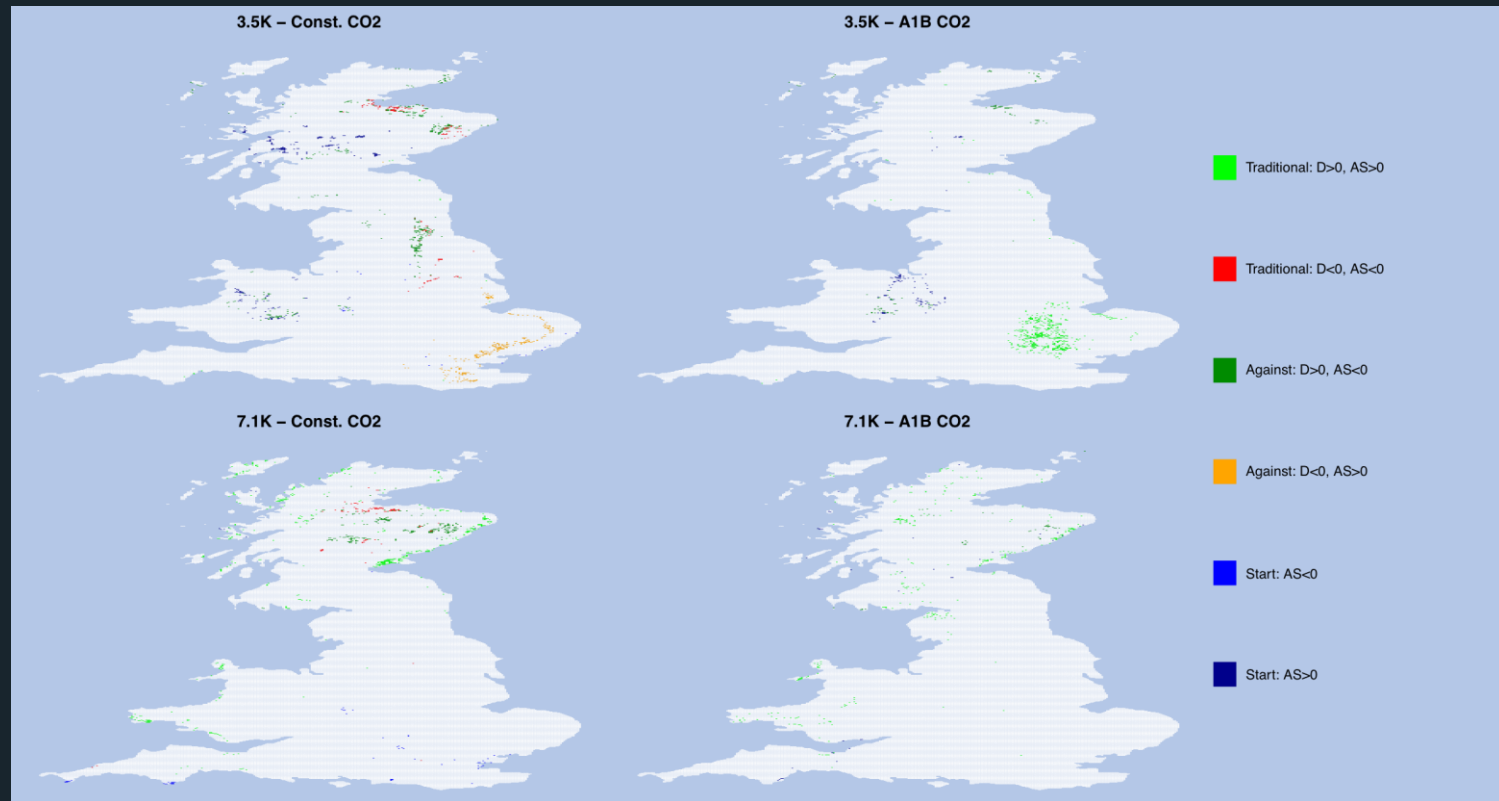 3.5K – Const. CO2
3.5K – A1B CO2
Traditional: D>0, AS>0
Traditional: D<0, AS<0
Against: D>0, AS<0
7.1K – Const. CO2
7.1K – A1B CO2
Against: D<0, AS>0
Start: AS<0
Start: AS>0